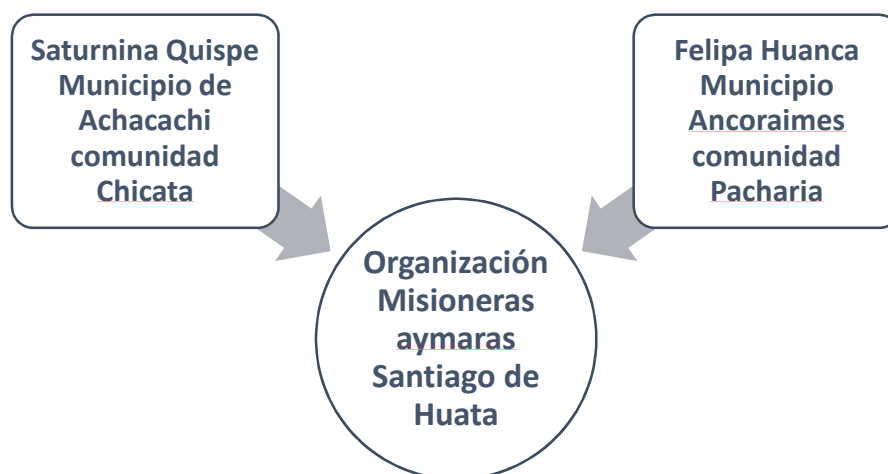 Saturnina Quispe
Municipio de
Achacachi
comunidad
Chicata
Felipa Huanca
Municipio
Ancoraimes
comunidad
Pacharia
Organización
Misioneras
aymaras
Santiago de
Huata